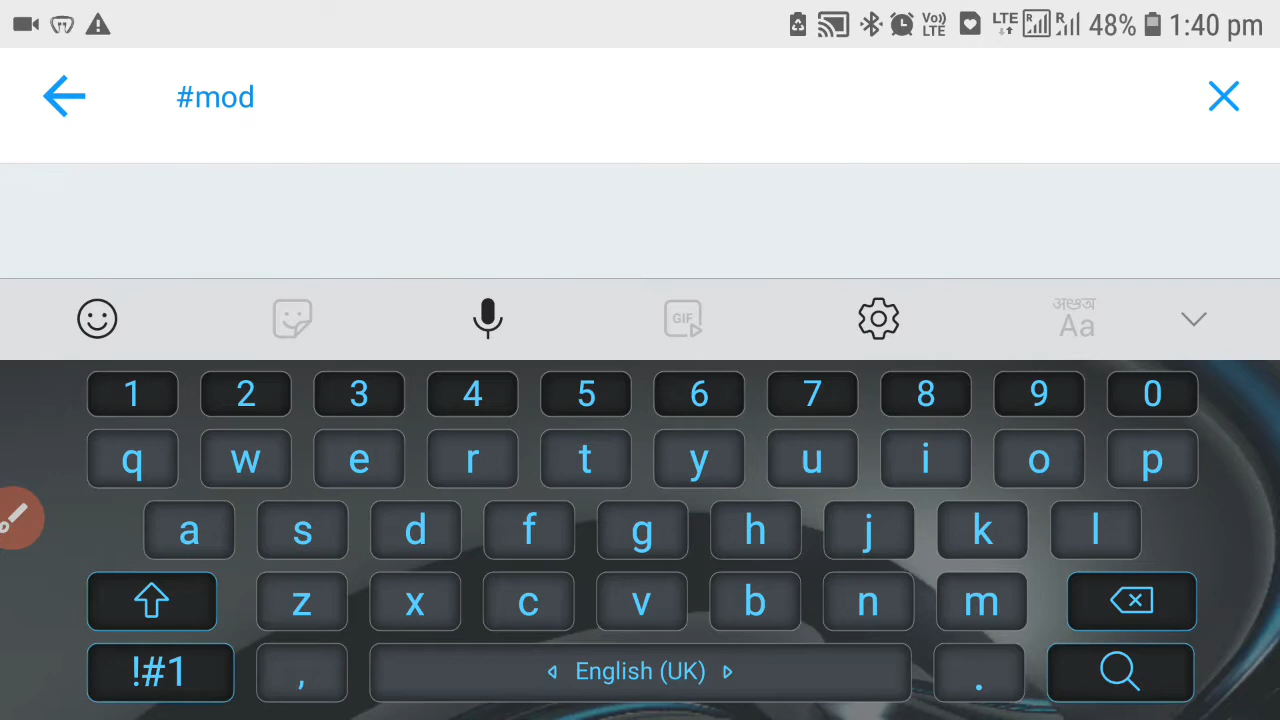 Vo)) LTE LTE R R 48% 1:40 pm
#mod
GIF
अ Aa
1 2 3 4 5 6 7 8 9 0
q w e r t y u i o p
a s d f g h j k l
z x c v b n m
!#1 , English (UK) .